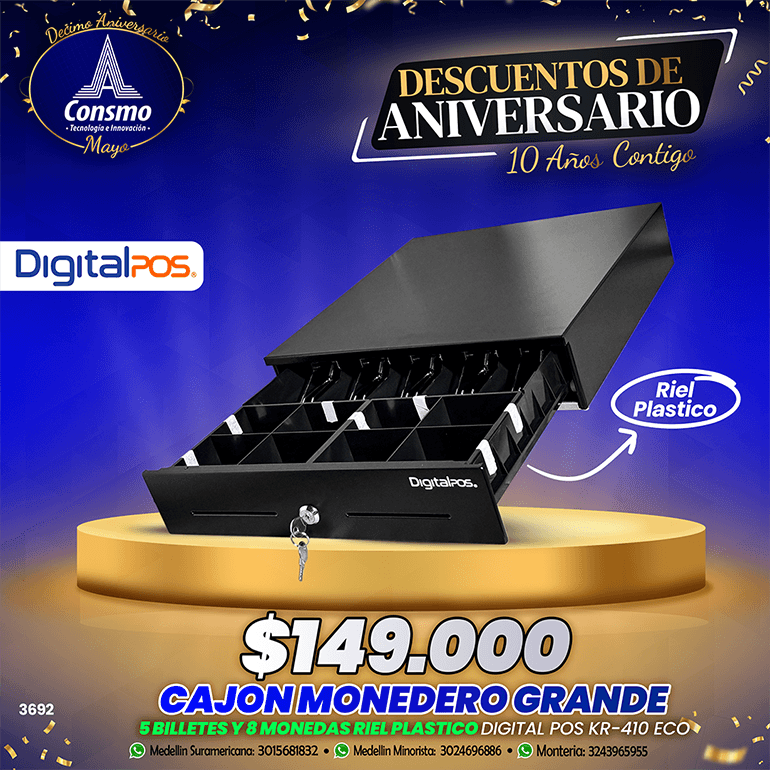 Decimo Aniversario
Consmo
• Tecnología e Innovación •
Mayo
DESCUENTOS DE
ANIVERSARIO
10 Años Contigo
DigitalPOS®
Riel
Plastico
DigitalPOS®
$149.000
CAJON MONEDERO GRANDE
3692
5 BILLETES Y 8 MONEDAS RIEL PLASTICO DIGITAL POS KR-410 ECO
Medellin Suramericana: 3015681832 • Medellin Minorista: 3024696886 • Monteria: 3243965955